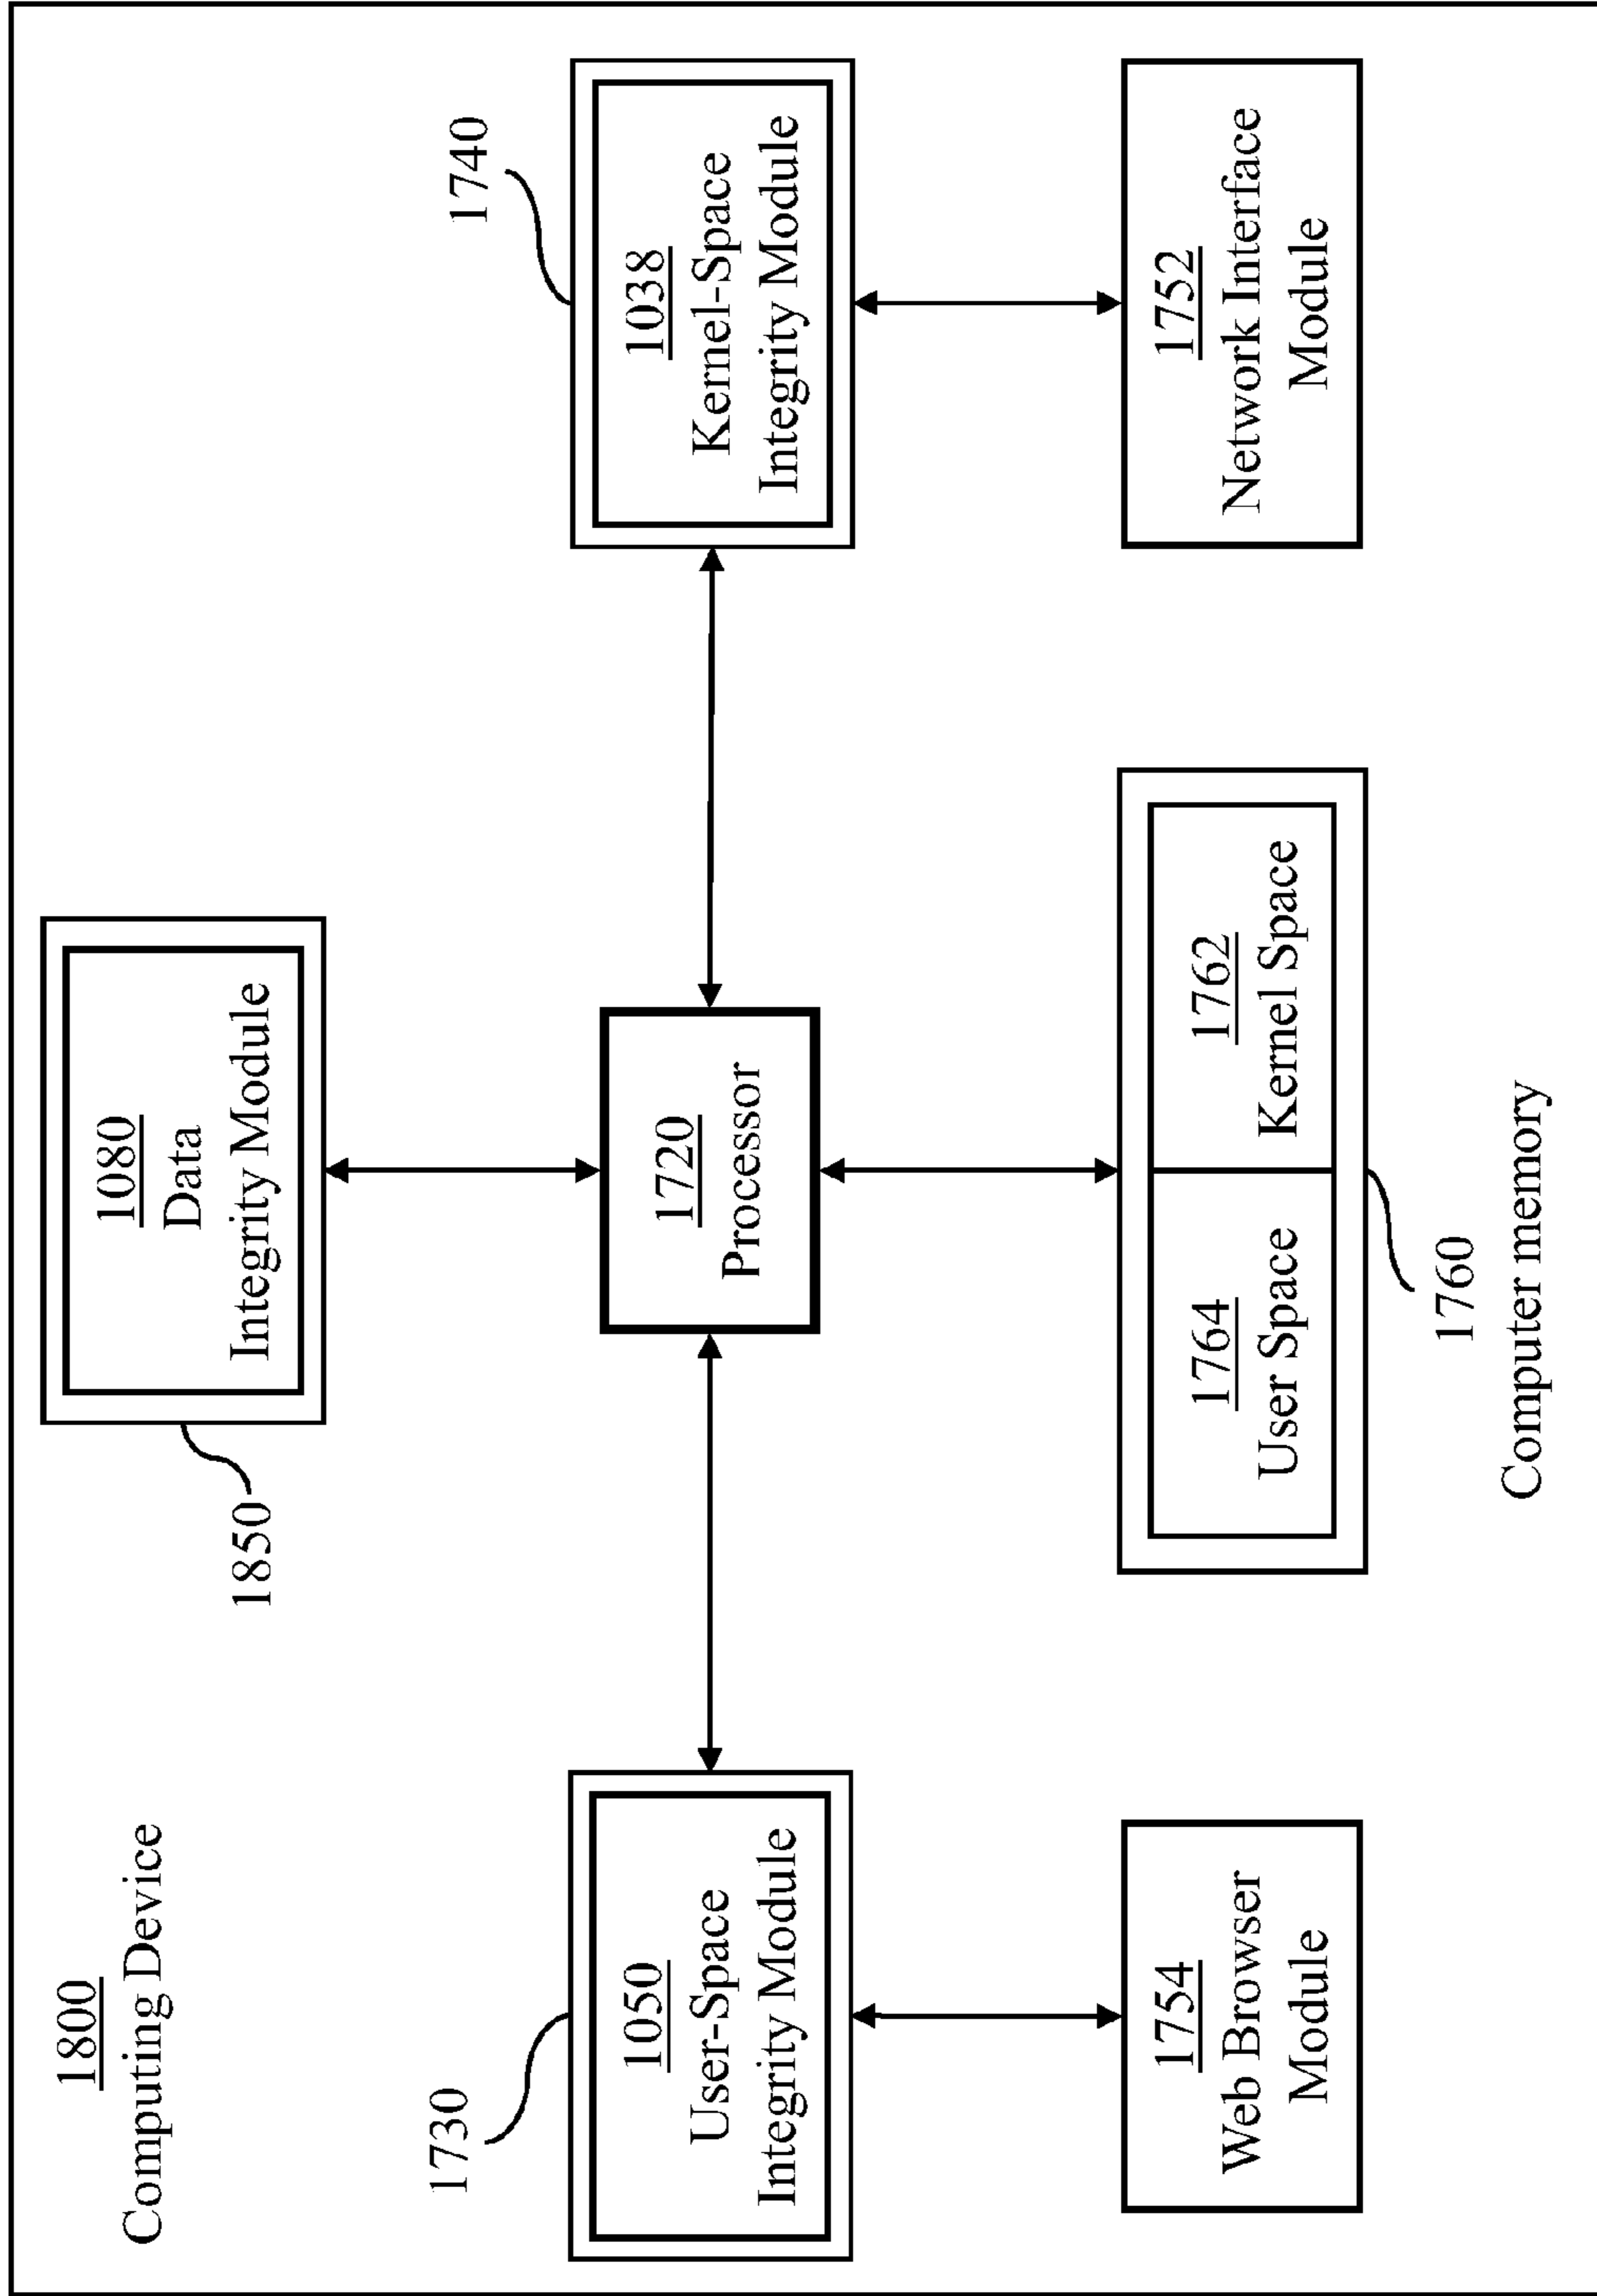 1800
Computing Device
1850
1080
Data
Integrity Module
1730
1740
1050
User-Space
Integrity Module
1720
Processor
1038
Kernel-Space
Integrity Module
1754
Web Browser
Module
1764
User Space
1762
Kernel Space
1752
Network Interface
Module
1760
Computer memory